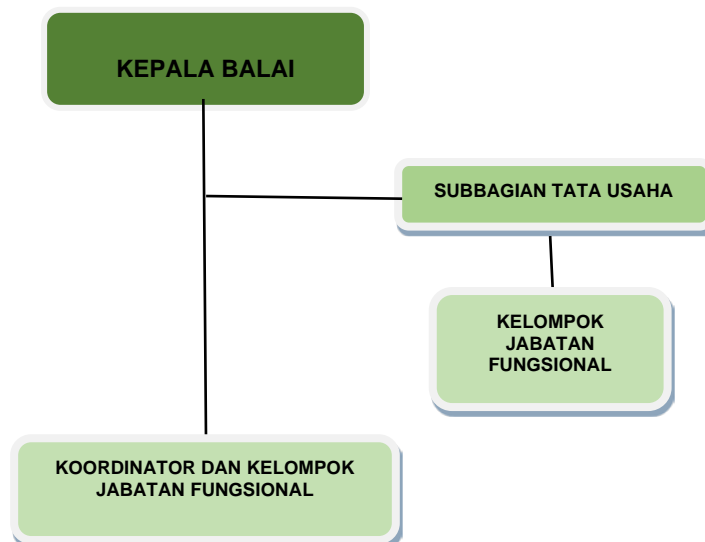 KEPALA BALAI
SUBBAGIAN TATA USAHA
KELOMPOK
JABATAN
FUNGSIONAL
KOORDINATOR DAN KELOMPOK
JABATAN FUNGSIONAL